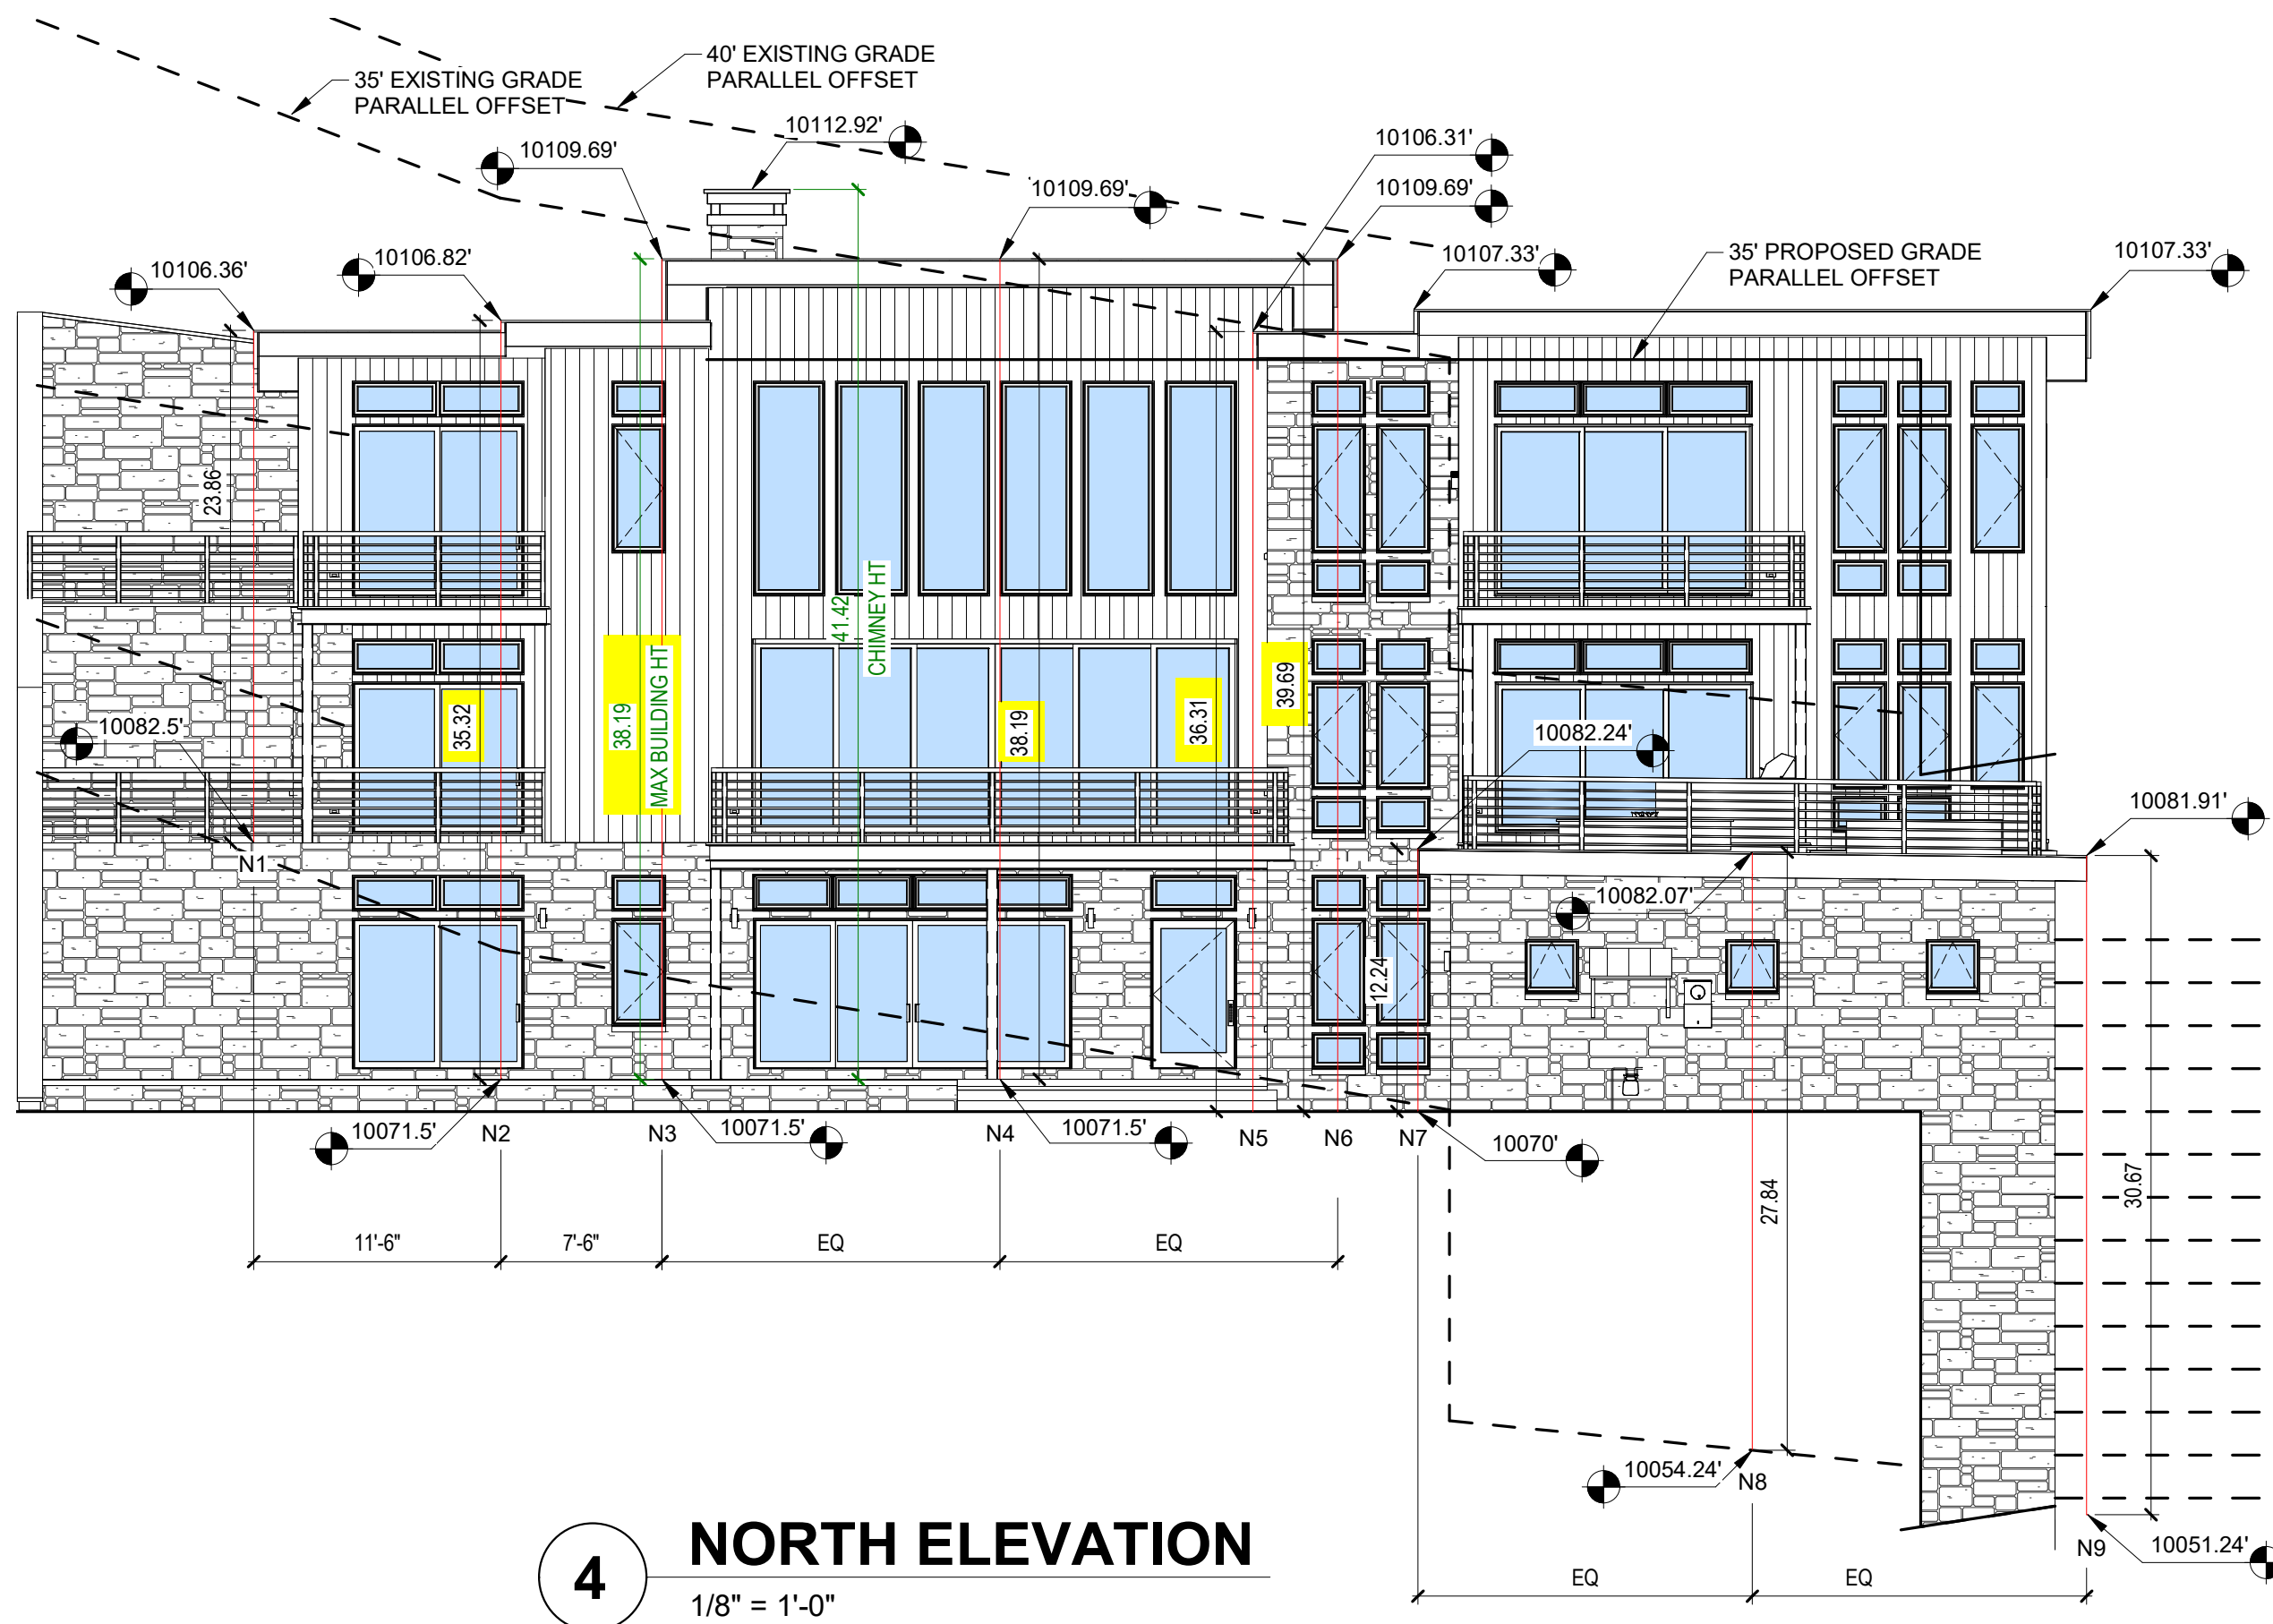 40' EXISTING GRADE
PARALLEL OFFSET
35' EXISTING GRADE
PARALLEL OFFSET
10112.92'
10109.69'
10106.31'
10109.69'
10109.69'
10107.33'
35' PROPOSED GRADE
PARALLEL OFFSET
10107.33'
10106.36'
10106.82'
23.86
41.42
CHIMNEY HT
35.32
38.19
MAX BUILDING HT
38.19
36.31
39.69
10082.5'
10082.24'
10081.91'
N1
10082.07'
12.24
10071.5'
N2
N3
10071.5'
N4
10071.5'
N5
N6
N7
10070'
27.84
30.67
11'-6"
7'-6"
EQ
EQ
10054.24'
N8
10051.24'
N9
EQ
EQ
4
NORTH ELEVATION
1/8" = 1'-0"